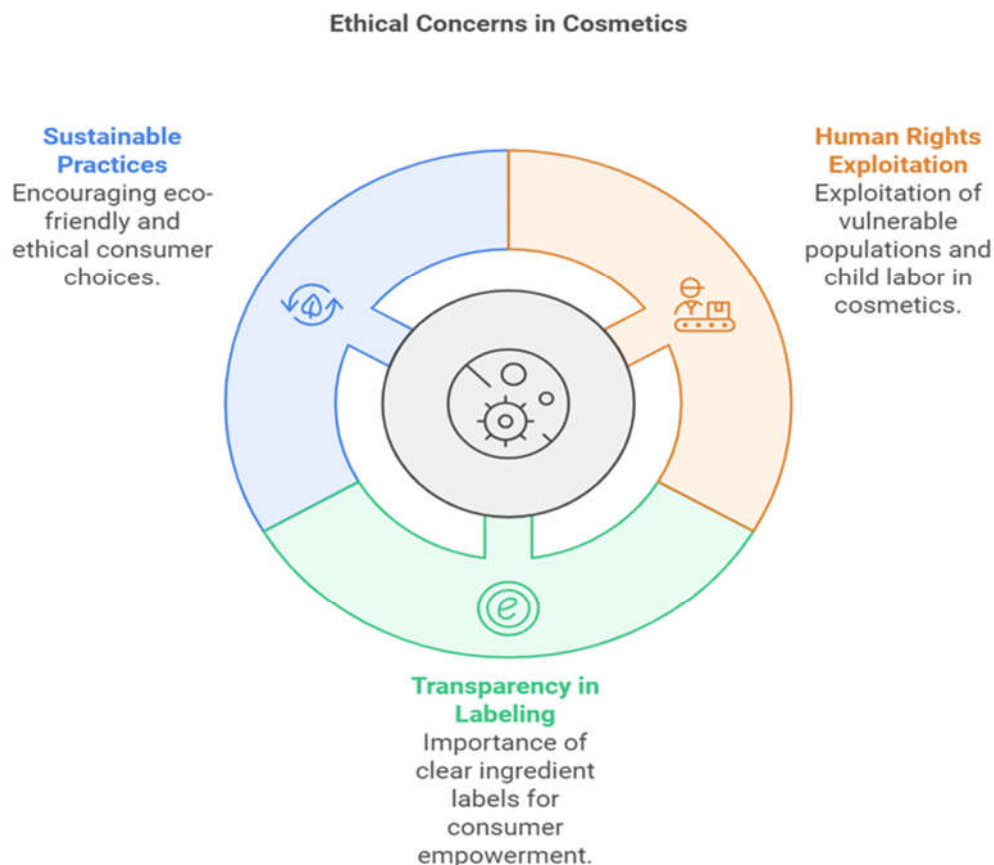 Ethical Concerns in Cosmetics
Sustainable
Practices
Encouraging eco-
friendly and
ethical consumer
choices.
Human Rights
Exploitation
Exploitation of
vulnerable
populations and
child labor in
cosmetics.
e
Transparency in
Labeling
Importance of
clear ingredient
labels for
consumer
empowerment.